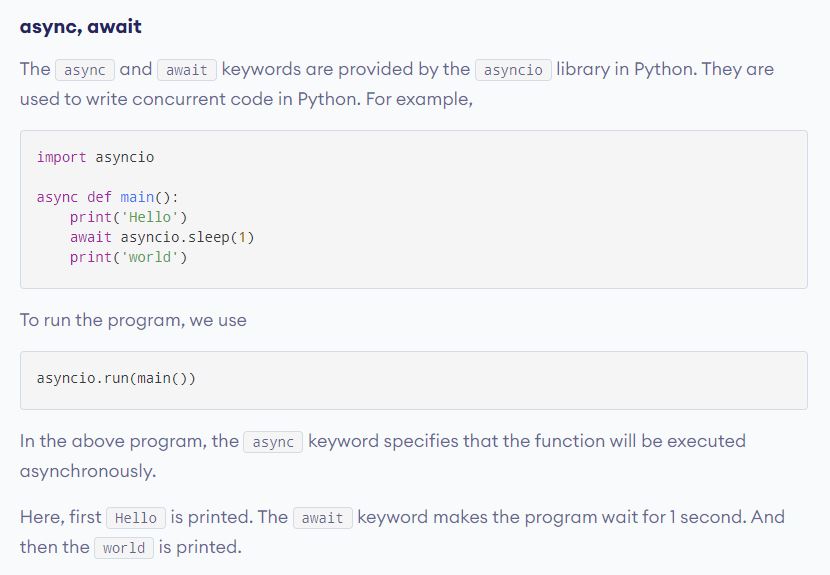 async, await
The async and await keywords are provided by the asyncio library in Python. They are
used to write concurrent code in Python. For example,
import asyncio
async def main():
    print('Hello')
    await asyncio.sleep(1)
    print('world')
To run the program, we use
asyncio.run(main())
In the above program, the async keyword specifies that the function will be executed
asynchronously.
Here, first Hello is printed. The await keyword makes the program wait for 1 second. And
then the world is printed.